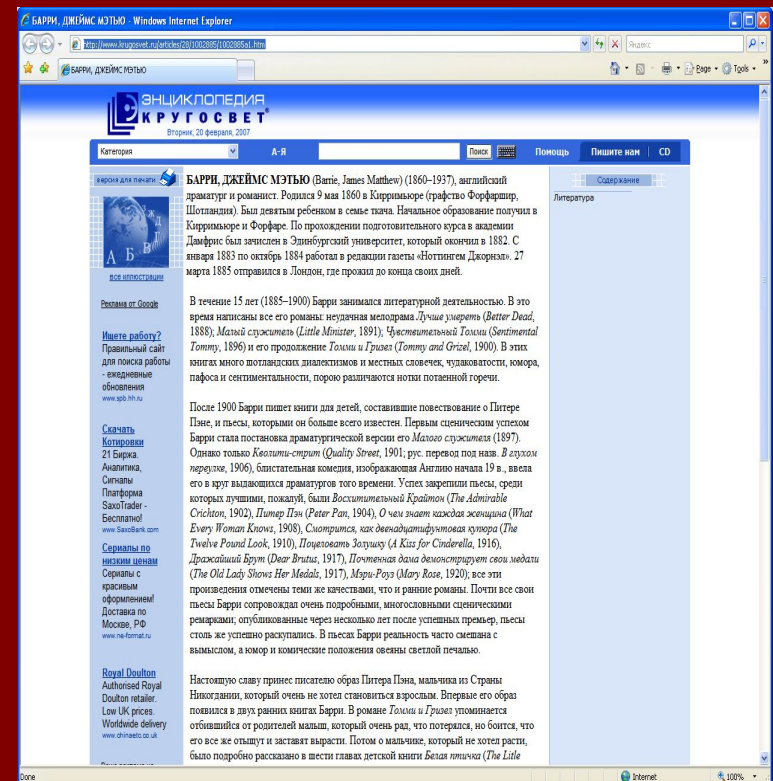 БАРРИ, ДЖЕЙМС МЭТЬЮ - Windows Internet Explorer
http://www.krugosvet.ru/articles/28/1002885/1002885a1.htm
Яндекс
БАРРИ, ДЖЕЙМС МЭТЬЮ
Page
Tools
ЭНЦИКЛОПЕДИЯ
КРУГОСВЕТ
Вторник, 20 февраля, 2007
Категория
А-Я
Поиск
Помощь
Пишите нам
CD
версия для печати
все иллюстрации
Реклама от Google
Ищете работу?
Правильный сайт
для поиска работы
- ежедневные
обновления
www.spb.hh.ru
Скачать
Котировки
21 Биржа.
Аналитика,
Сигналы
Платформа
SaxoTrader -
Бесплатно!
www.SaxoBank.com
Сериалы по
низким ценам
Сериалы с
красивым
оформлением!
Доставка по
Москве, РФ
www.ne-format.ru
Royal Doulton
Authorised Royal
Doulton retailer.
Low UK prices.
Worldwide delivery
www.chinaetc.co.uk
БАРРИ, ДЖЕЙМС МЭТЬЮ (Barrie, James Matthew) (1860–1937), английский
драматург и романист. Родился 9 мая 1860 в Кирримьюре (графство Форфаршир,
Шотландия). Был девятым ребенком в семье ткача. Начальное образование получил в
Кирримьюре и Форфаре. По прохождении подготовительного курса в академии
Дамфрис был зачислен в Эдинбургский университет, который окончил в 1882. С
января 1883 по октябрь 1884 работал в редакции газеты «Ноттингем Джорнэл». 27
марта 1885 отправился в Лондон, где прожил до конца своих дней.
В течение 15 лет (1885–1900) Барри занимался литературной деятельностью. В это
время написаны все его романы: неудачная мелодрама Лучше умереть (Better Dead,
1888); Малый служитель (Little Minister, 1891); Чувствительный Томми (Sentimental
Tommy, 1896) и его продолжение Томми и Гризел (Tommy and Grizel, 1900). В этих
книгах много шотландских диалектизмов и местных словечек, чудаковатости, юмора,
пафоса и сентиментальности, порою различаются нотки потаенной горечи.
После 1900 Барри пишет книги для детей, составившие повествование о Питере
Пэне, и пьесы, которыми он больше всего известен. Первым сценическим успехом
Барри стала постановка драматургической версии его Малого служителя (1897).
Однако только Кволити-стрит (Quality Street, 1901; рус. перевод под назв. В глухом
переулке, 1906), блистательная комедия, изображающая Англию начала 19 в., ввела
его в круг выдающихся драматургов того времени. Успех закрепили пьесы, среди
которых лучшими, пожалуй, были Восхитительный Крайтон (The Admirable
Crichton, 1902), Питер Пэн (Peter Pan, 1904), О чем знает каждая женщина (What
Every Woman Knows, 1908), Смотрится, как двенадцатифунтовая купюра (The
Twelve Pound Look, 1910), Поцеловать Золушку (A Kiss for Cinderella, 1916),
Дражайший Брут (Dear Brutus, 1917), Почтенная дама демонстрирует свои медали
(The Old Lady Shows Her Medals, 1917), Мэри-Роуз (Mary Rose, 1920); все эти
произведения отмечены теми же качествами, что и ранние романы. Почти все свои
пьесы Барри сопровождал очень подробными, многословными сценическими
ремарками; опубликованные через несколько лет после успешных премьер, пьесы
столь же успешно раскупались. В пьесах Барри реальность часто смешана с
вымыслом, а юмор и комические положения овеяны светлой печалью.
Настоящую славу принес писателю образ Питера Пэна, мальчика из Страны
Никогдании, который очень не хотел становиться взрослым. Впервые его образ
появился в двух ранних книгах Барри. В романе Томми и Гризел упоминается
отбившийся от родителей малыш, который очень рад, что потерялся, но боится, что
его все же отыщут и заставят вырасти. Потом о мальчике, который не хотел расти,
было подробно рассказано в шести главах детской книги Белая птичка (The Litle
Содержание
Литература
Done
Internet
100%